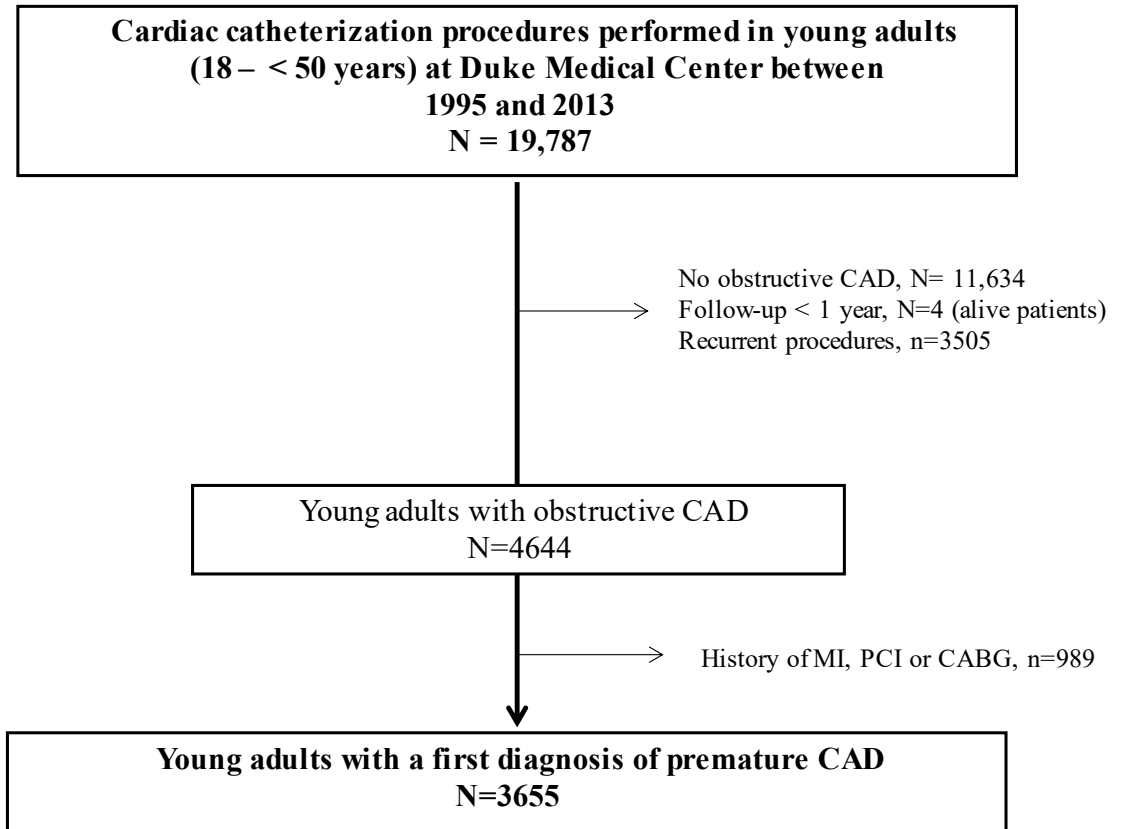 Cardiac catheterization procedures performed in young adults
(18 – < 50 years) at Duke Medical Center between
1995 and 2013
N = 19,787
No obstructive CAD, N= 11,634
Follow-up < 1 year, N=4 (alive patients)
Recurrent procedures, n=3505
Young adults with obstructive CAD
N=4644
History of MI, PCI or CABG, n=989
Young adults with a first diagnosis of premature CAD
N=3655